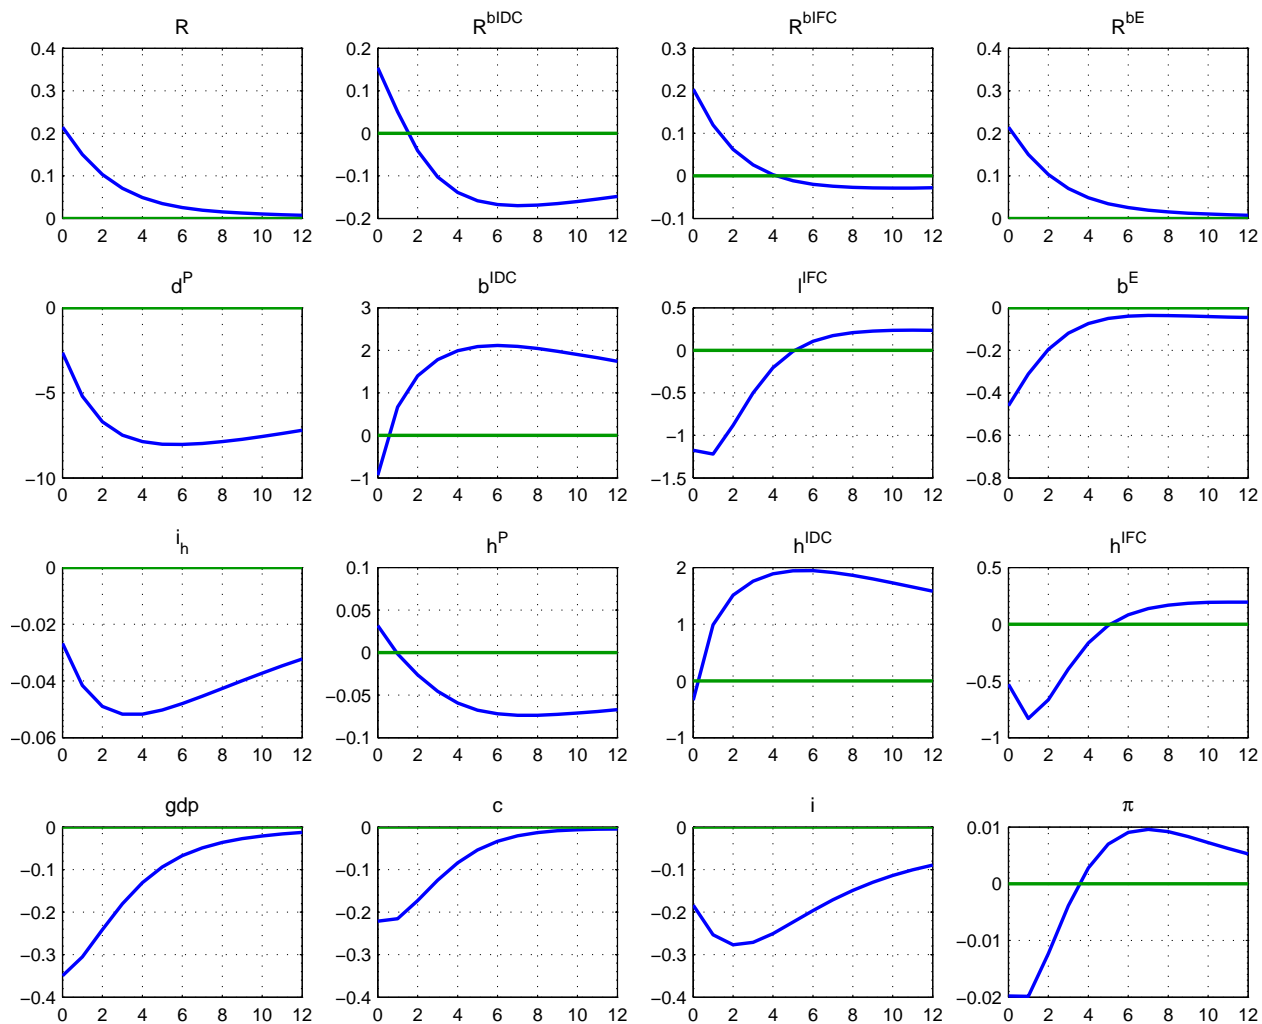 R R^bIDC R^bIFC R^bE
0.4 0.2 0.3 0.4
0.3 0.1 0.2 0.3
0.2 0 0.1 0.2
0.1 −0.1 0 0.1
0 −0.2 −0.1 0
0 2 4 6 8 10 12 0 2 4 6 8 10 12 0 2 4 6 8 10 12 0 2 4 6 8 10 12
d^P b^IDC l^IFC b^E
0 3 0.5 0
2 0 −0.2
−5 1 −0.5 −0.4
0 −1 −0.6
−10 −1 −1.5 −0.8
0 2 4 6 8 10 12 0 2 4 6 8 10 12 0 2 4 6 8 10 12 0 2 4 6 8 10 12
i_h h^P h^IDC h^IFC
0 0.1 2 0.5
−0.02 0.05 1 0
−0.04 0 0 −0.5
−0.05
−0.06 −0.1 −1 −1
0 2 4 6 8 10 12 0 2 4 6 8 10 12 0 2 4 6 8 10 12 0 2 4 6 8 10 12
gdp c i π
0 0 0 0.01
−0.1 −0.1 −0.1 0
−0.2 −0.2 −0.2
−0.3 −0.3 −0.3 −0.01
−0.4 −0.4 −0.4 −0.02
0 2 4 6 8 10 12 0 2 4 6 8 10 12 0 2 4 6 8 10 12 0 2 4 6 8 10 12